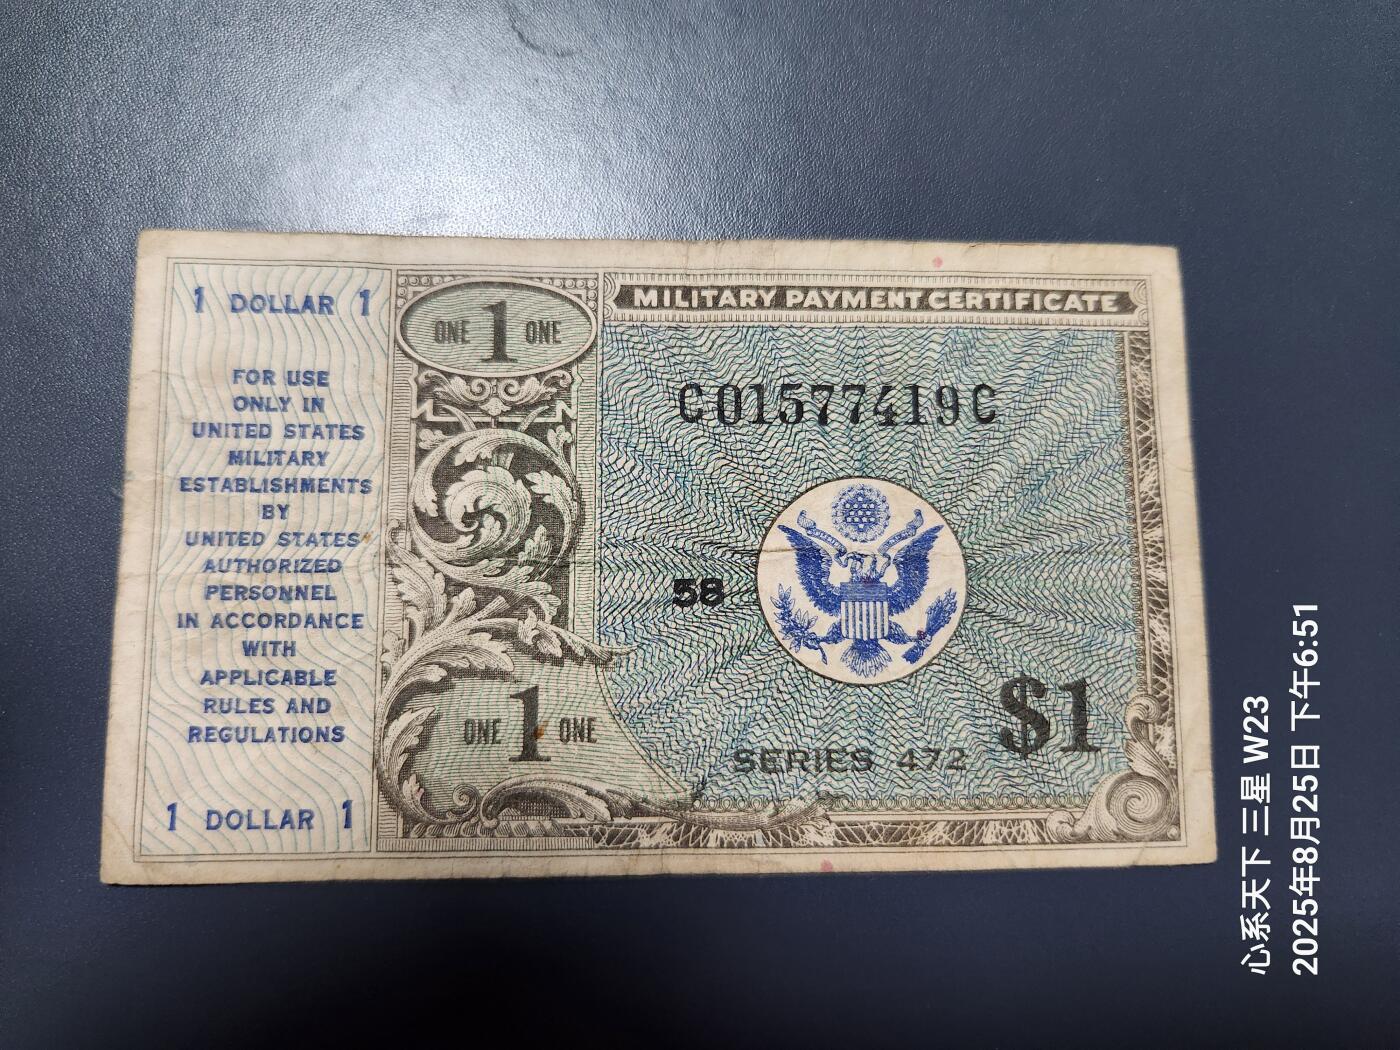 1 DOLLAR 1
FOR USE
ONLY IN
UNITED STATES
MILITARY
ESTABLISHMENTS
BY
UNITED STATES
AUTHORIZED
PERSONNEL
IN ACCORDANCE
WITH
APPLICABLE
RULES AND
REGULATIONS
1 DOLLAR 1
ONE 1 ONE
ONE 1 ONE
MILITARY PAYMENT CERTIFICATE
C01577419C
58
$1
SERIES 472
心系天下 三星 W23
2025年8月25日 下午6:51